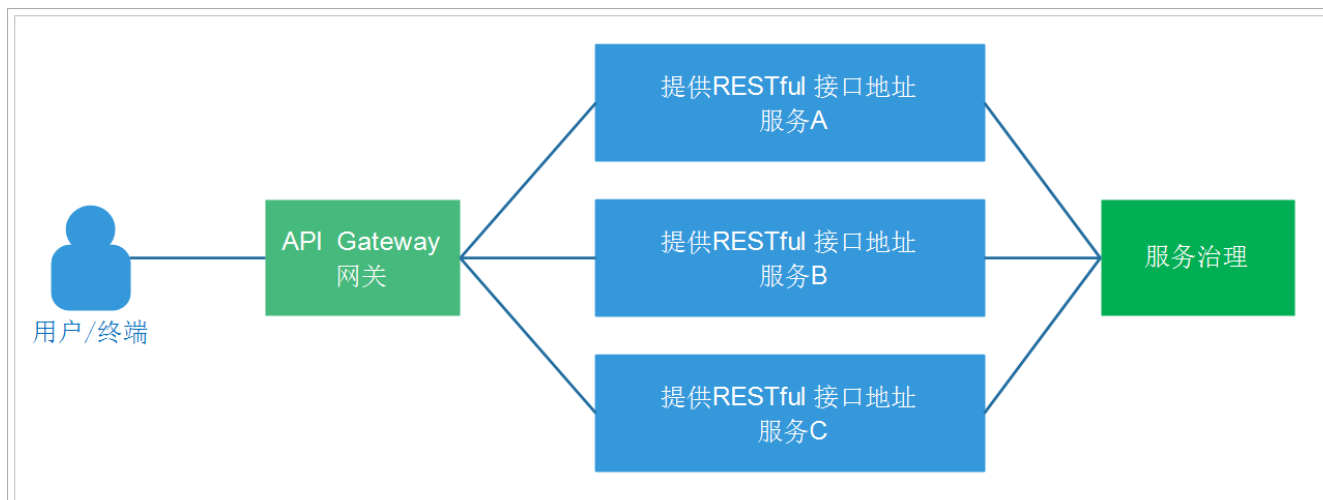 提供RESTful 接口地址
服务A
API Gateway
网关
提供RESTful 接口地址
服务B
服务治理
用户/终端
提供RESTful 接口地址
服务C